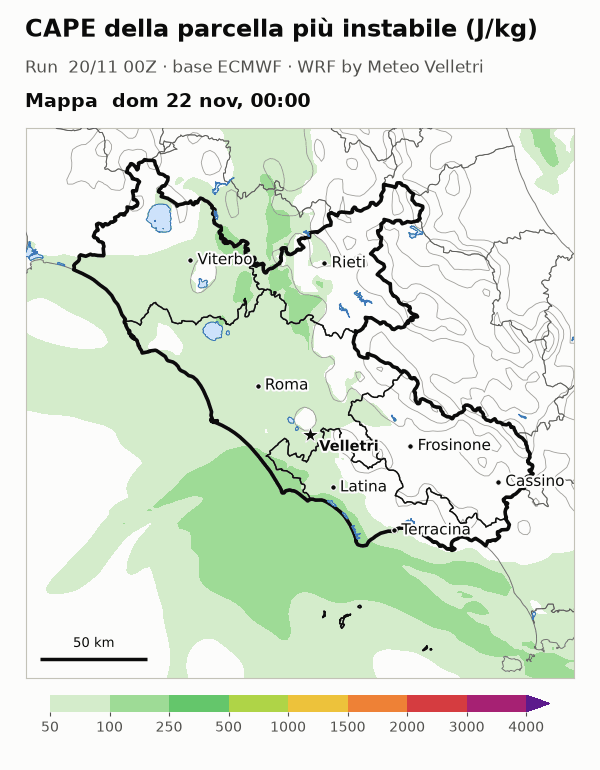 CAPE della parcella più instabile (J/kg)
Run  20/11 00Z · base ECMWF · WRF by Meteo Velletri
Mappa  dom 22 nov, 00:00
Viterbo
Rieti
Roma
Velletri
Frosinone
Latina
Cassino
Terracina
50 km
50 100 250 500 1000 1500 2000 3000 4000